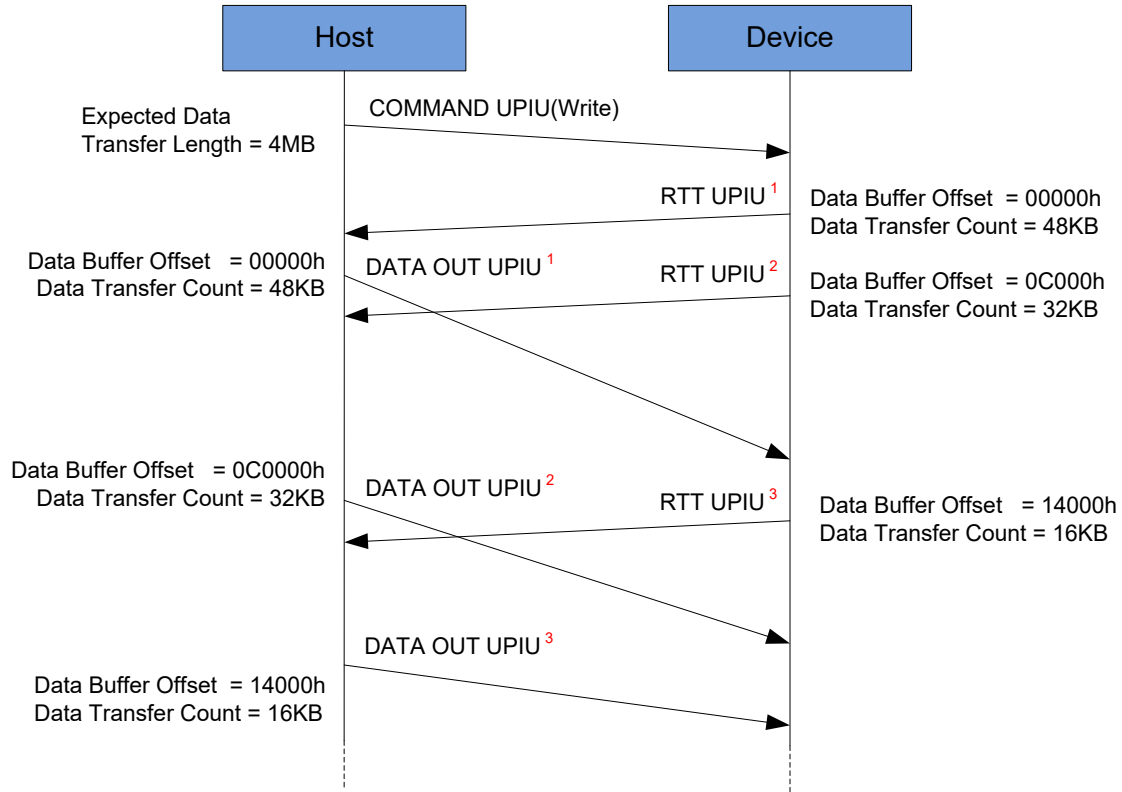 Host
Device
COMMAND UPIU(Write)
Expected Data
Transfer Length = 4MB
RTT UPIU 1
Data Buffer Offset = 00000h
Data Transfer Count = 48KB
Data Buffer Offset = 00000h
Data Transfer Count = 48KB
DATA OUT UPIU 1
RTT UPIU 2
Data Buffer Offset = 0C000h
Data Transfer Count = 32KB
Data Buffer Offset = 0C0000h
Data Transfer Count = 32KB
DATA OUT UPIU 2
RTT UPIU 3
Data Buffer Offset = 14000h
Data Transfer Count = 16KB
DATA OUT UPIU 3
Data Buffer Offset = 14000h
Data Transfer Count = 16KB